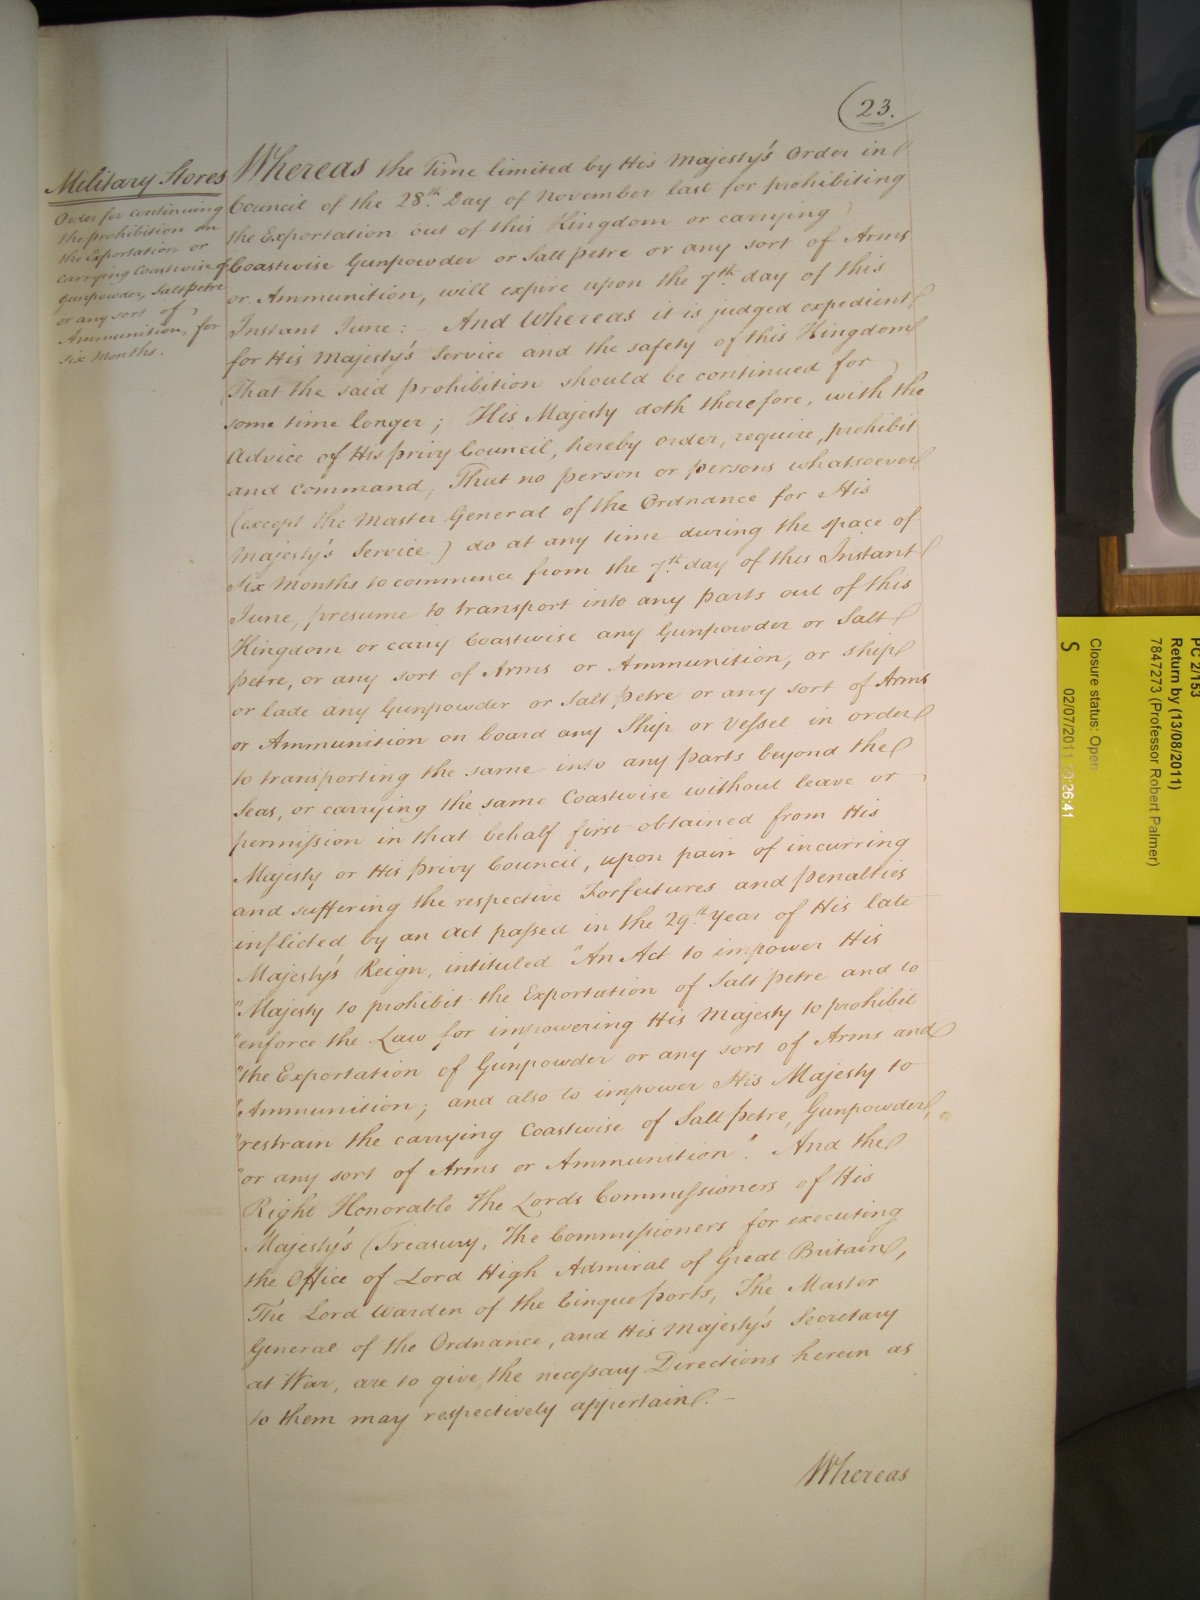 23.
Military Stores
Order for continuing
the prohibition on
the Exportation or
carrying Coastwise of
Gunpowder, Saltpetre
or any sort of
Ammunition, for
Six Months.
Whereas the Time limited by His Majesty's Order in
Council of the 28th Day of November last for prohibiting
the Exportation out of this Kingdom or carrying
Coastwise Gunpowder or Salt petre or any sort of Arms
or Ammunition, will expire upon the 7th day of this
Instant June: And Whereas it is judged expedient
for His Majesty's Service and the safety of this Kingdom
That the said prohibition should be continued for
some time longer; His Majesty doth therefore, with the
Advice of His privy Council, hereby order, require, prohibit
and command, That no person or persons whatsoever
(except the Master General of the Ordnance for His
Majesty's Service) do at any time during the space of
Six Months to commence from the 7th day of this Instant
June, presume to transport into any parts out of this
Kingdom or carry Coastwise any Gunpowder or Salt
petre, or any sort of Arms or Ammunition, or ship
or lade any Gunpowder or Salt petre or any sort of Arms
or Ammunition on board any Ship or Vessel in order
to transporting the same into any parts beyond the
Seas, or carrying the same Coastwise without leave or
permission in that behalf first obtained from His
Majesty or His privy Council, upon pain of incurring
and suffering the respective Forfeitures and penalties
inflicted by an Act passed in the 29th Year of His late
Majesty's Reign, intituled "An Act to impower His
"Majesty to prohibit the Exportation of Salt petre and to
"enforce the Law for impowering His Majesty to prohibit
"the Exportation of Gunpowder or any sort of Arms and
"Ammunition; and also to impower His Majesty to
"restrain the carrying Coastwise of Salt petre, Gunpowder,
"or any sort of Arms or Ammunition". And the
Right Honorable The Lords Commissioners of His
Majesty's Treasury, The Commissioners for executing
the Office of Lord High Admiral of Great Britain,
The Lord Warden of the Cinque ports, The Master
General of the Ordnance, and His Majesty's Secretary
at War, are to give the necessary Directions herein as
to them may respectively appertain. -
Whereas
PC 2/153
Return by (13/08/2011)
7847273 (Professor Robert Palmer)
Closure status: Open
S 02/07/2011 :26:41